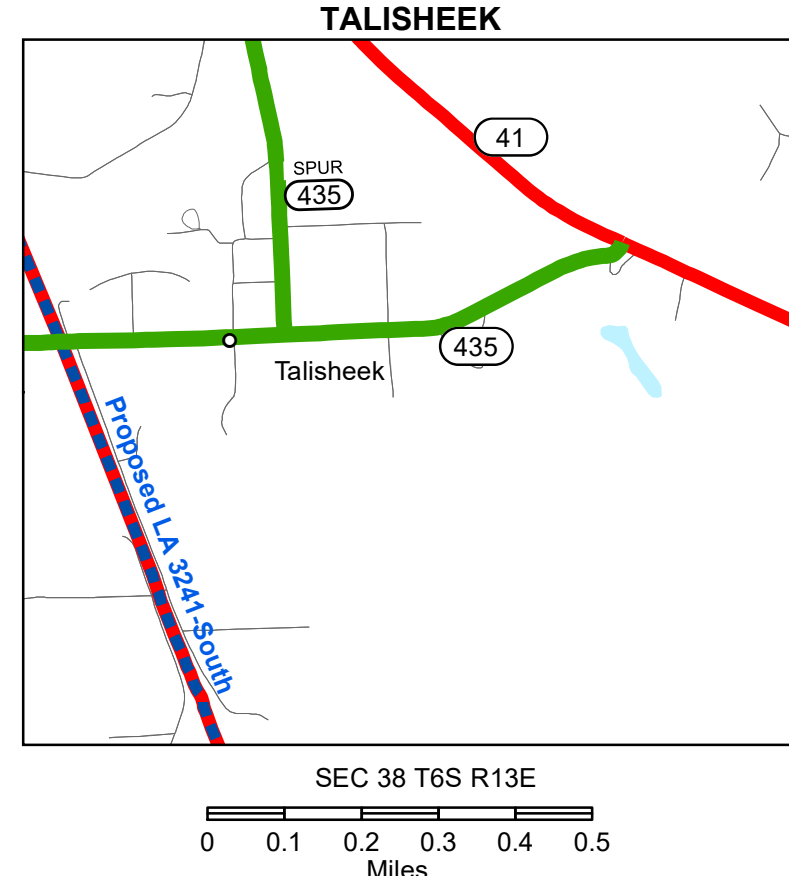 TALISHEEK
41
SPUR
435
435
Talisheek
Proposed LA 3241-South
SEC 38 T6S R13E
0 0.1 0.2 0.3 0.4 0.5
Miles